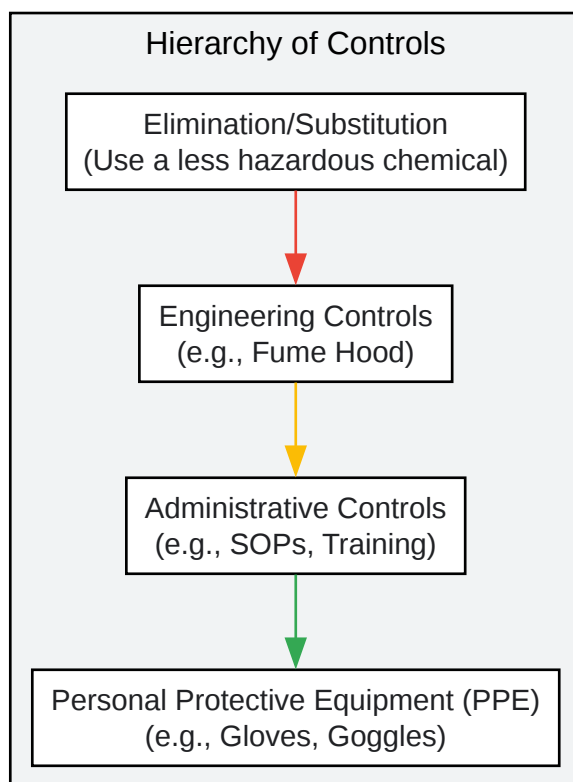 Hierarchy of Controls
Elimination/Substitution
(Use a less hazardous chemical)
Engineering Controls
(e.g., Fume Hood)
Administrative Controls
(e.g., SOPs, Training)
Personal Protective Equipment (PPE)
(e.g., Gloves, Goggles)